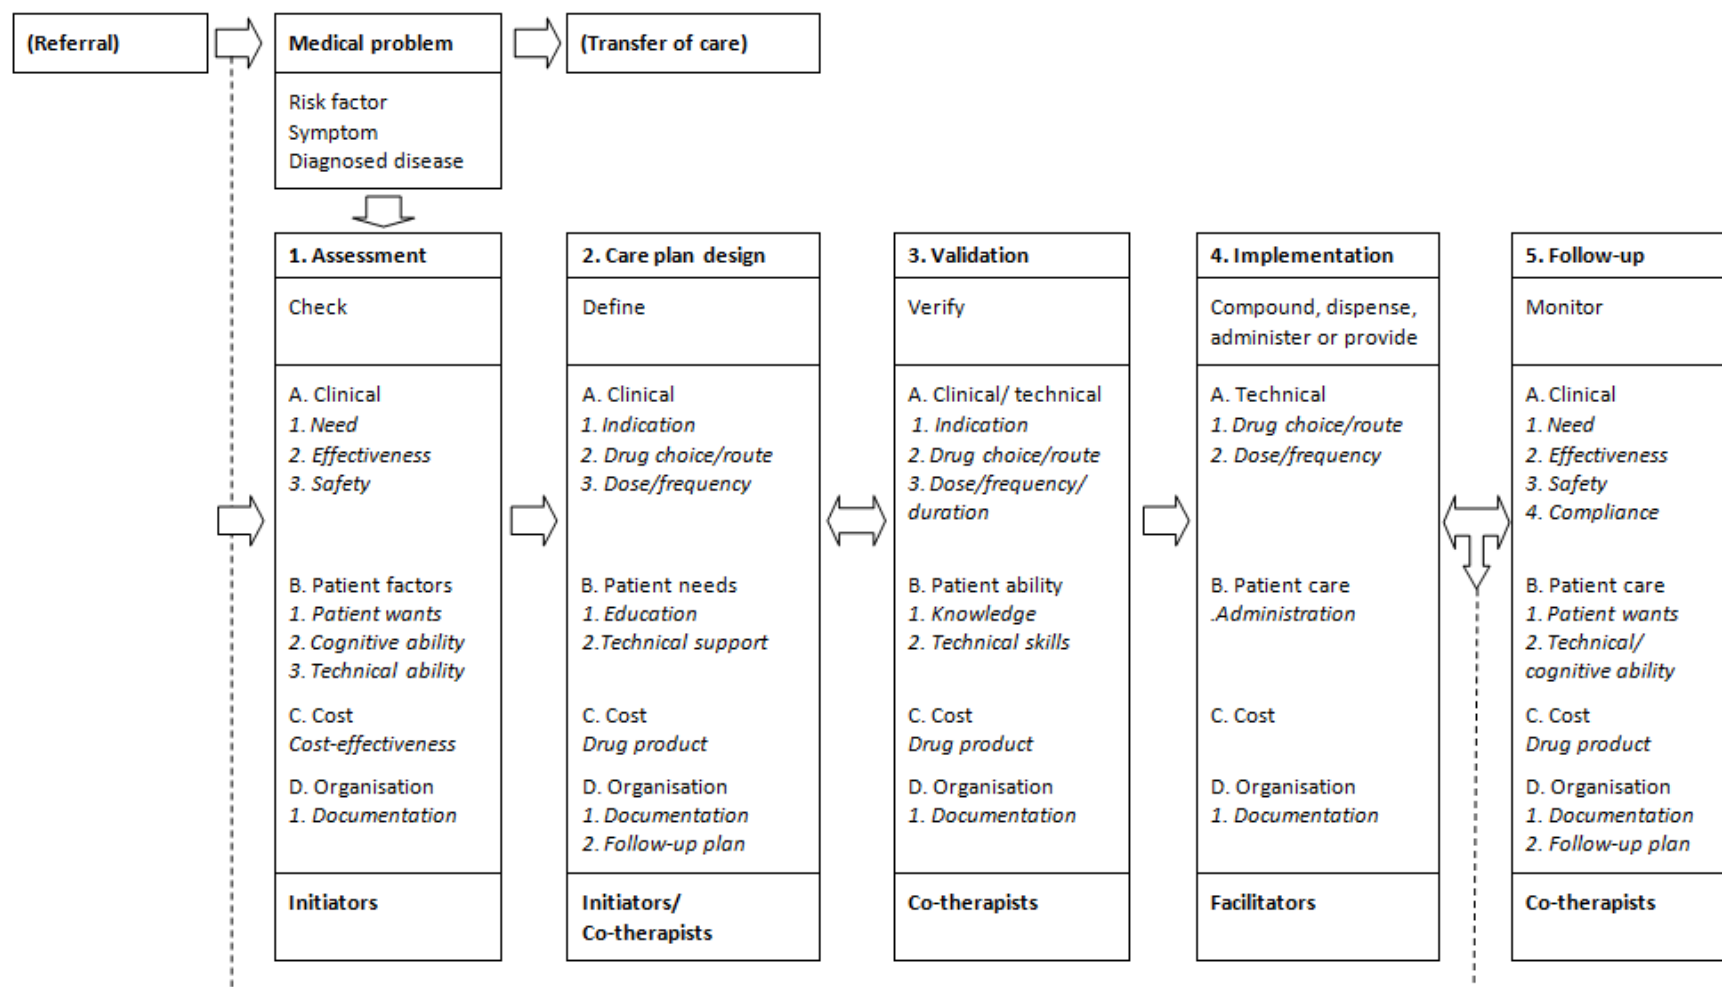 (Referral)
Medical problem
(Transfer of care)
Risk factor
Symptom
Diagnosed disease
1. Assessment
Check
A. Clinical
1. Need
2. Effectiveness
3. Safety
B. Patient factors
1. Patient wants
2. Cognitive ability
3. Technical ability
C. Cost
Cost-effectiveness
D. Organisation
1. Documentation
Initiators
2. Care plan design
Define
A. Clinical
1. Indication
2. Drug choice/route
3. Dose/frequency
B. Patient needs
1. Education
2.Technical support
C. Cost
Drug product
D. Organisation
1. Documentation
2. Follow-up plan
Initiators/
Co-therapists
3. Validation
Verify
A. Clinical/ technical
1. Indication
2. Drug choice/route
3. Dose/frequency/
duration
B. Patient ability
1. Knowledge
2. Technical skills
C. Cost
Drug product
D. Organisation
1. Documentation
Co-therapists
4. Implementation
Compound, dispense,
administer or provide
A. Technical
1. Drug choice/route
2. Dose/frequency
B. Patient care
.Administration
C. Cost
D. Organisation
1. Documentation
Facilitators
5. Follow-up
Monitor
A. Clinical
1. Need
2. Effectiveness
3. Safety
4. Compliance
B. Patient care
1. Patient wants
2. Technical/
cognitive ability
C. Cost
Drug product
D. Organisation
1. Documentation
2. Follow-up plan
Co-therapists